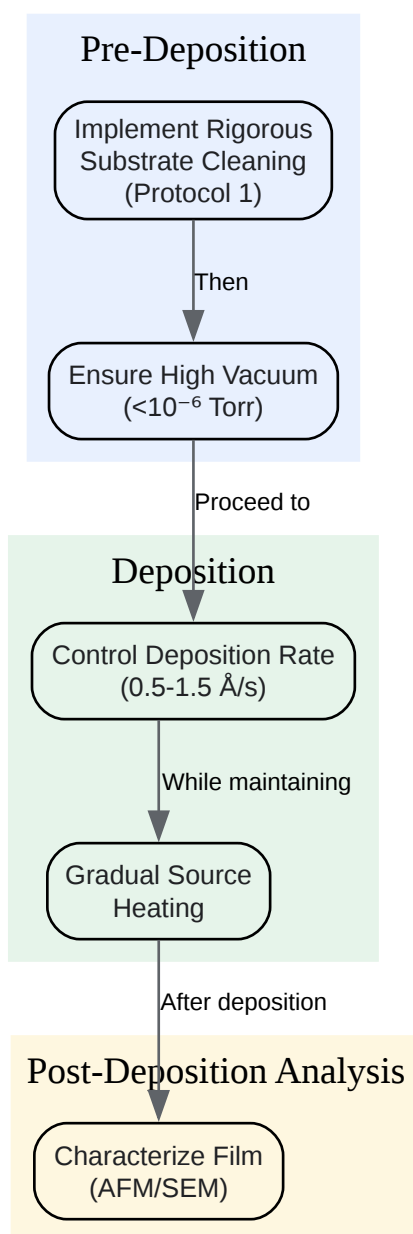 Pre-Deposition
Implement Rigorous
Substrate Cleaning
(Protocol 1)
Then
Ensure High Vacuum
(<10⁻⁶ Torr)
Proceed to
Deposition
Control Deposition Rate
(0.5-1.5 Å/s)
While maintaining
Gradual Source
Heating
After deposition
Post-Deposition Analysis
Characterize Film
(AFM/SEM)